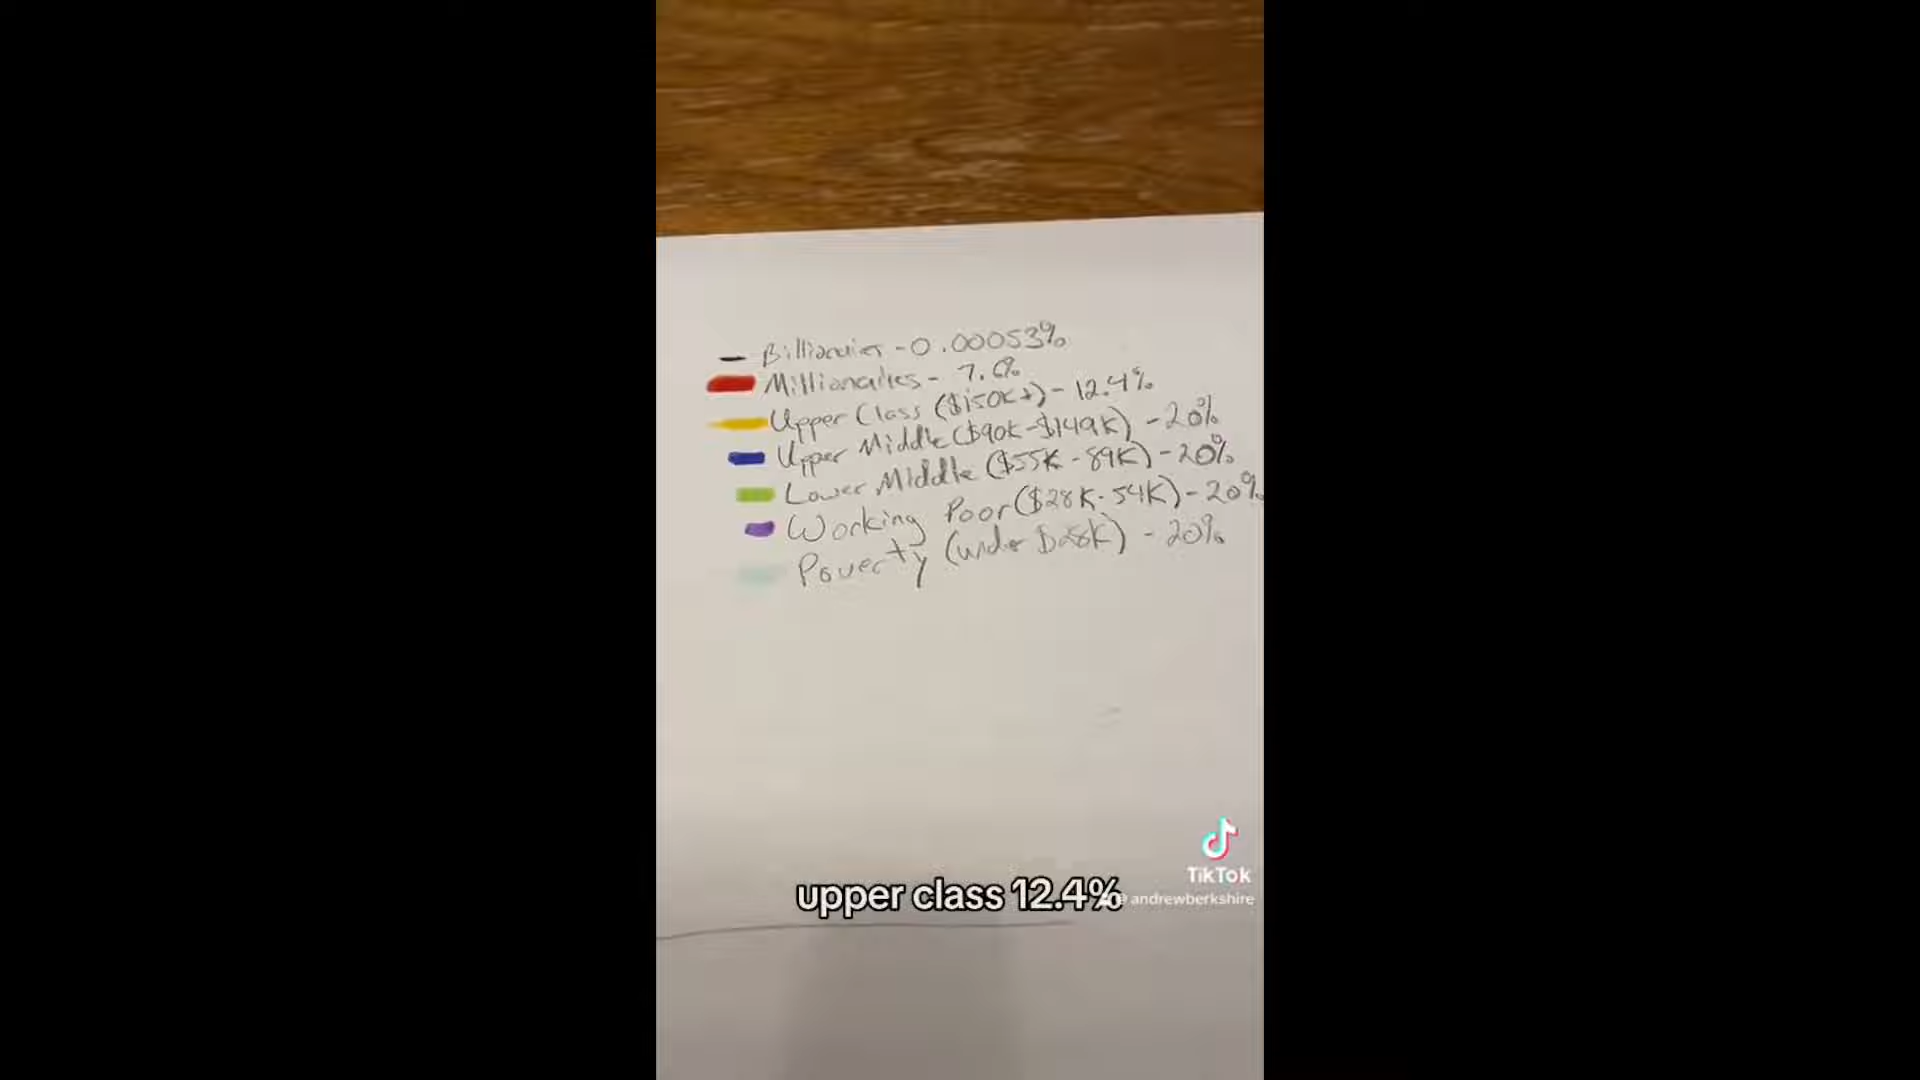 Billionaires - 0.00053%
Millionaires - 7.6%
Upper Class ($150K+) - 12.4%
Upper Middle ($90K-$149K) - 20%
Lower Middle ($55K - 89K) - 20%
Working Poor ($28K - 54K) - 20%
Poverty (under $28K) - 20%
TikTok
@andrewberkshire
upper class 12.4%